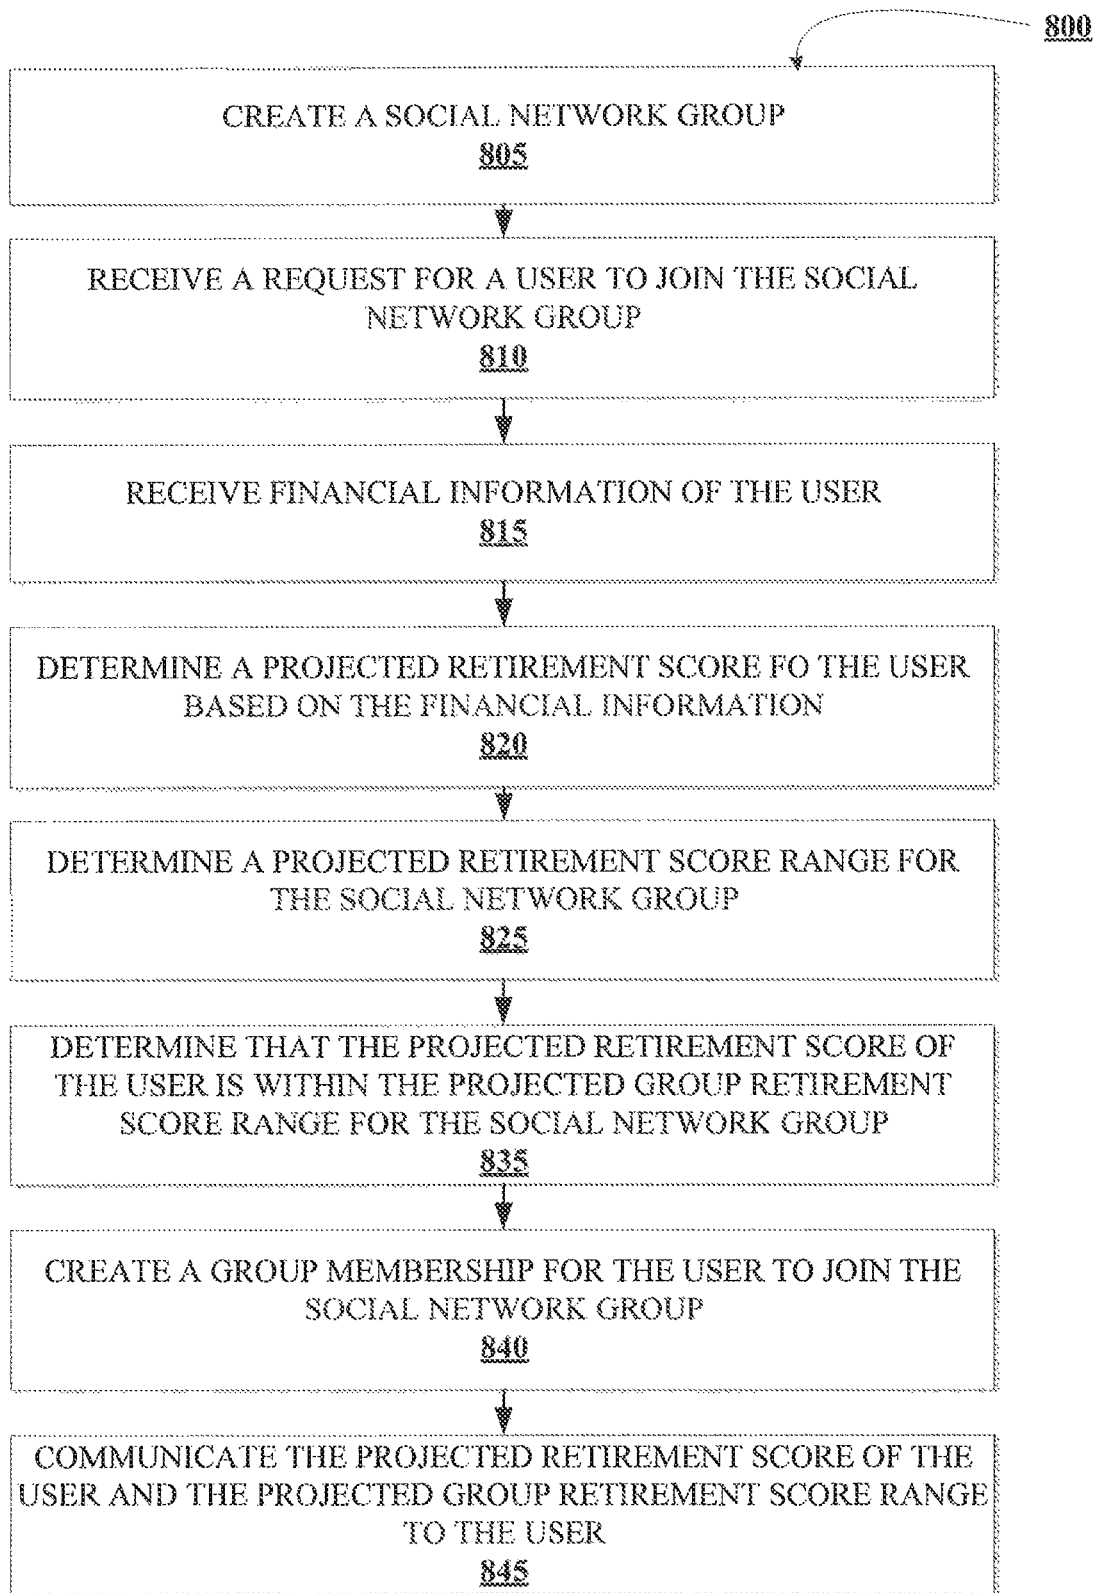 800
CREATE A SOCIAL NETWORK GROUP
805
RECEIVE A REQUEST FOR A USER TO JOIN THE SOCIAL
NETWORK GROUP
810
RECEIVE FINANCIAL INFORMATION OF THE USER
815
DETERMINE A PROJECTED RETIREMENT SCORE FO THE USER
BASED ON THE FINANCIAL INFORMATION
820
DETERMINE A PROJECTED RETIREMENT SCORE RANGE FOR
THE SOCIAL NETWORK GROUP
825
DETERMINE THAT THE PROJECTED RETIREMENT SCORE OF
THE USER IS WITHIN THE PROJECTED GROUP RETIREMENT
SCORE RANGE FOR THE SOCIAL NETWORK GROUP
835
CREATE A GROUP MEMBERSHIP FOR THE USER TO JOIN THE
SOCIAL NETWORK GROUP
840
COMMUNICATE THE PROJECTED RETIREMENT SCORE OF THE
USER AND THE PROJECTED GROUP RETIREMENT SCORE RANGE
TO THE USER
845